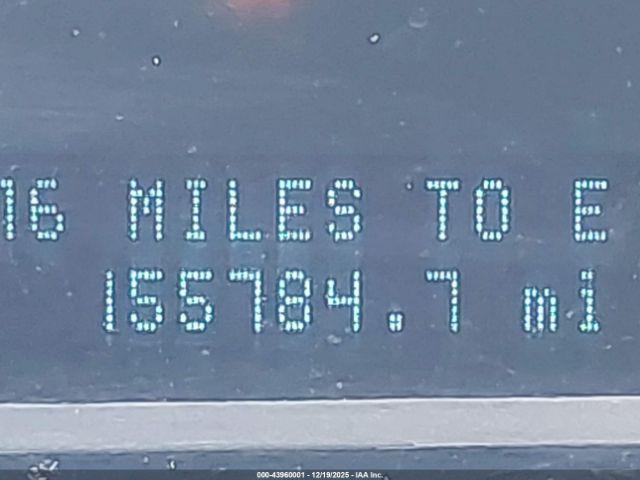 16 MILES TO E
155784.7 mi
000-43960001 - 12/19/2025 - IAA Inc.